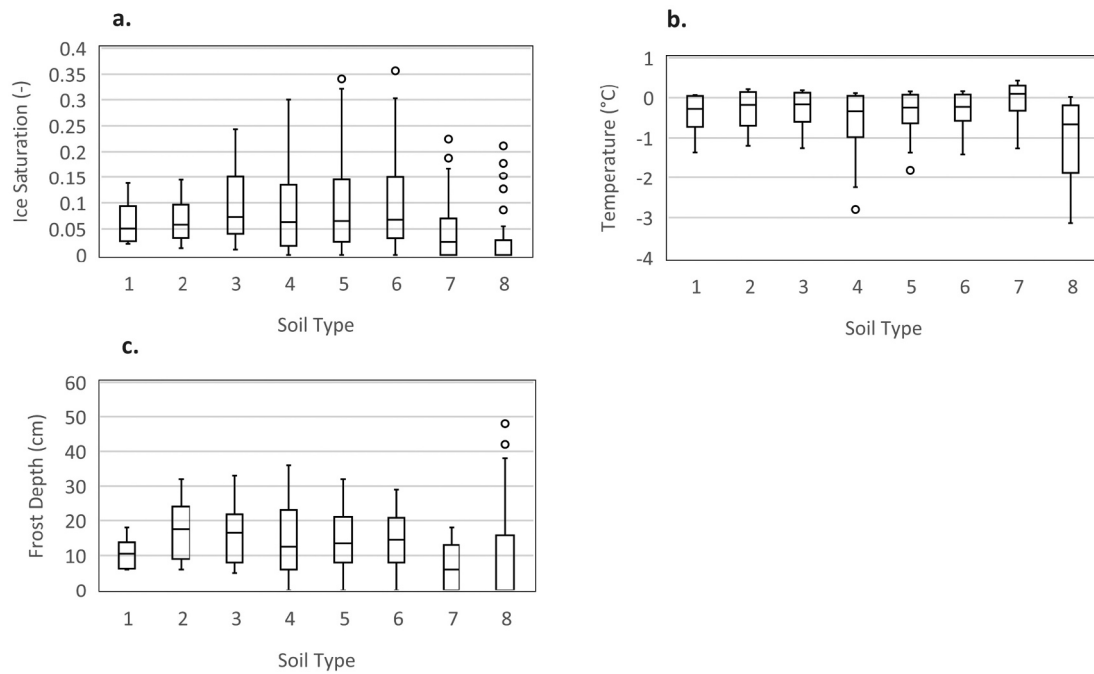 a.
Ice Saturation (-)
0.4
0.35
0.3
0.25
0.2
0.15
0.1
0.05
0
1 2 3 4 5 6 7 8
Soil Type
b.
Temperature (°C)
1
0
-1
-2
-3
-4
1 2 3 4 5 6 7 8
Soil Type
c.
Frost Depth (cm)
60
50
40
30
20
10
0
1 2 3 4 5 6 7 8
Soil Type